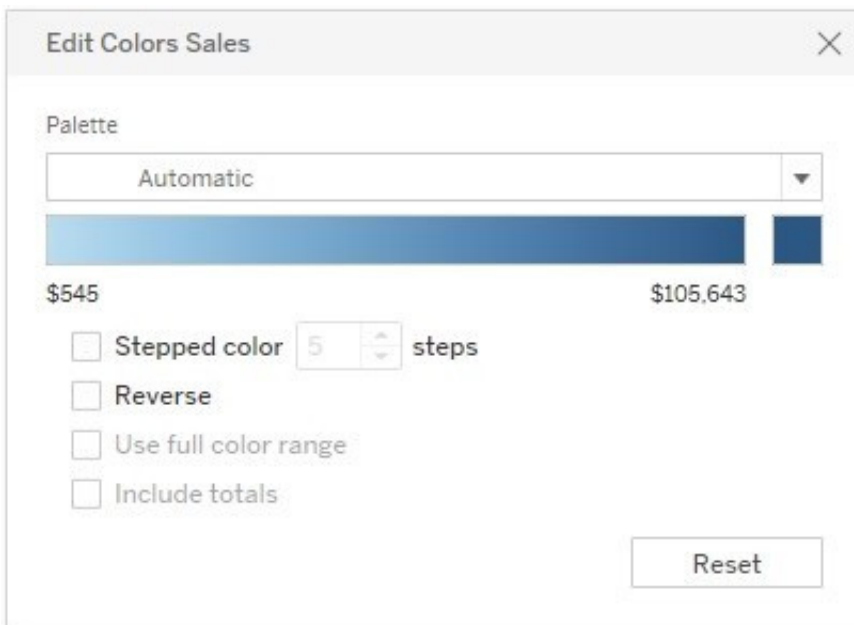 Edit Colors Sales
Palette
Automatic
$545 $105,643
Stepped color 5 steps
Reverse
Use full color range
Include totals
Reset